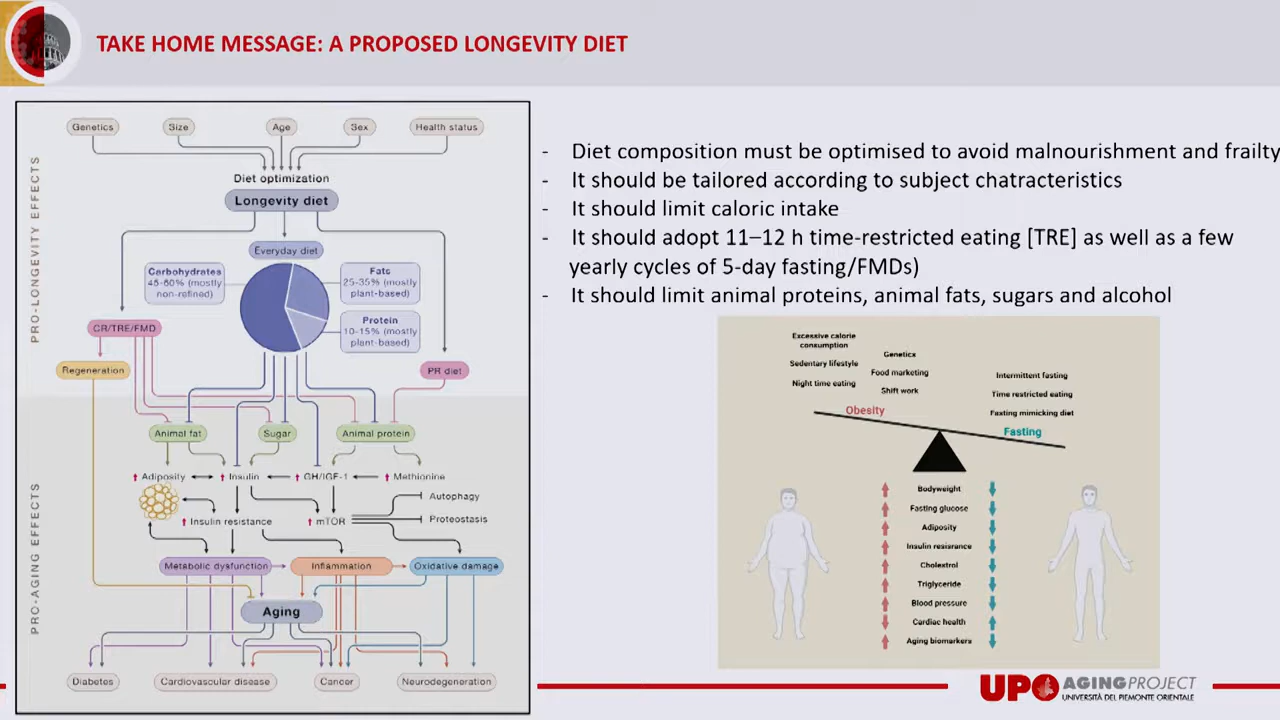 TAKE HOME MESSAGE: A PROPOSED LONGEVITY DIET
PRO-LONGEVITY EFFECTS
PRO-AGING EFFECTS
Genetics
Size
Age
Sex
Health status
Diet optimization
Longevity diet
Everyday diet
Carbohydrates
45-60% (mostly
non-refined)
Fats
25-35% (mostly
plant-based)
Protein
10-15% (mostly
plant-based)
CR/TRE/FMD
Regeneration
PR diet
Animal fat
Sugar
Animal protein
Adiposity
Insulin
GH/IGF-1
Methionine
Autophagy
Insulin resistance
mTOR
Proteostasis
Metabolic dysfunction
Inflammation
Oxidative damage
Aging
Diabetes
Cardiovascular disease
Cancer
Neurodegeneration
- Diet composition must be optimised to avoid malnourishment and frailty
- It should be tailored according to subject chatracteristics
- It should limit caloric intake
- It should adopt 11–12 h time-restricted eating [TRE] as well as a few
yearly cycles of 5-day fasting/FMDs)
- It should limit animal proteins, animal fats, sugars and alcohol
Excessive calorie
consumption
Sedentary lifestyle
Night time eating
Genetics
Food marketing
Shift work
Obesity
Intermittent fasting
Time restricted eating
Fasting mimicking diet
Fasting
Bodyweight
Fasting glucose
Adiposity
Insulin resisrance
Cholestrol
Triglyceride
Blood pressure
Cardiac health
Aging biomarkers
UPO AGINGPROJECT
UNIVERSITÀ DEL PIEMONTE ORIENTALE